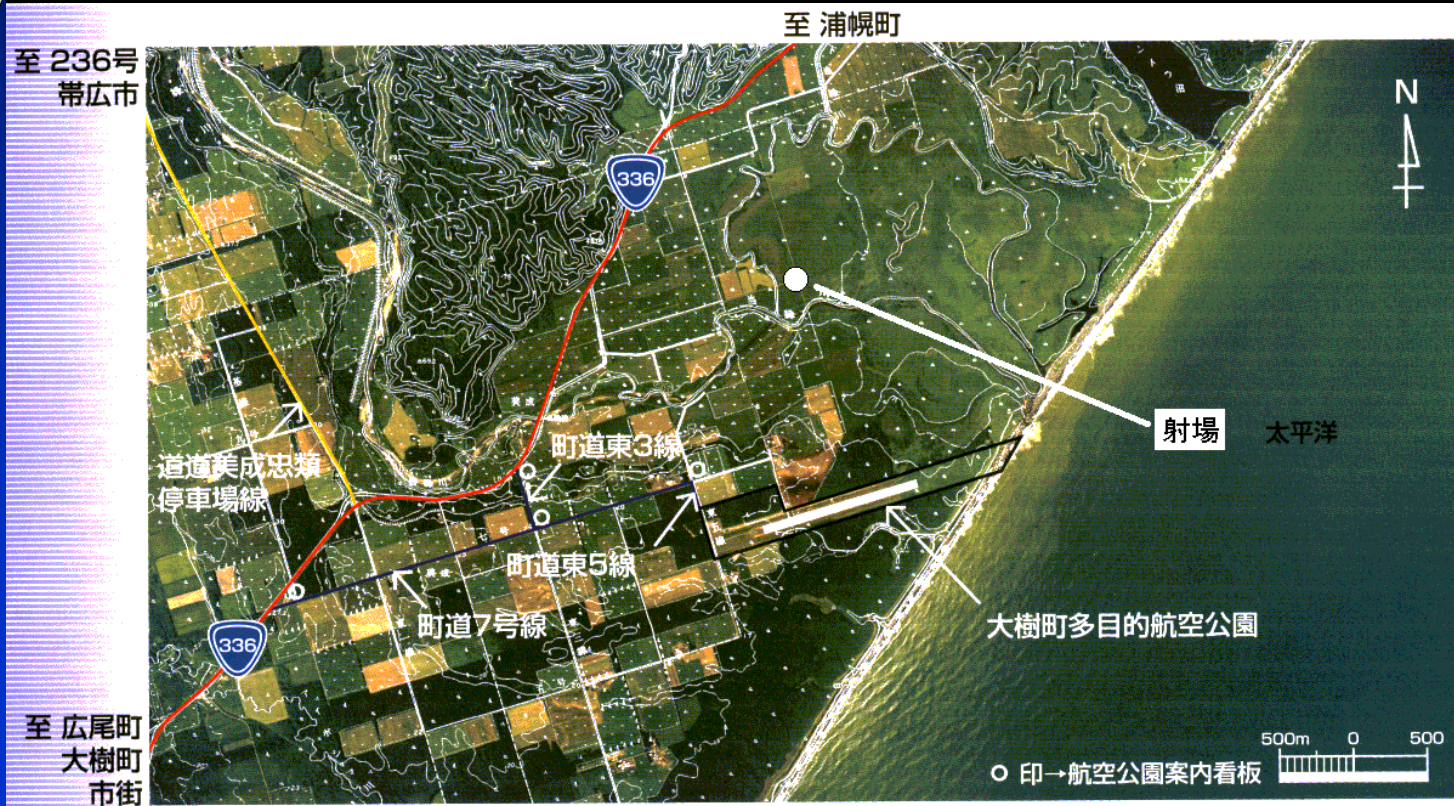 至 浦幌町
至 236号
帯広市
N
336
射場
太平洋
町道東3線
道道美成忠類
停車場線
町道東5線
町道7号線
大樹町多目的航空公園
336
至 広尾町
大樹町
市街
500m 0 500
○ 印→航空公園案内看板